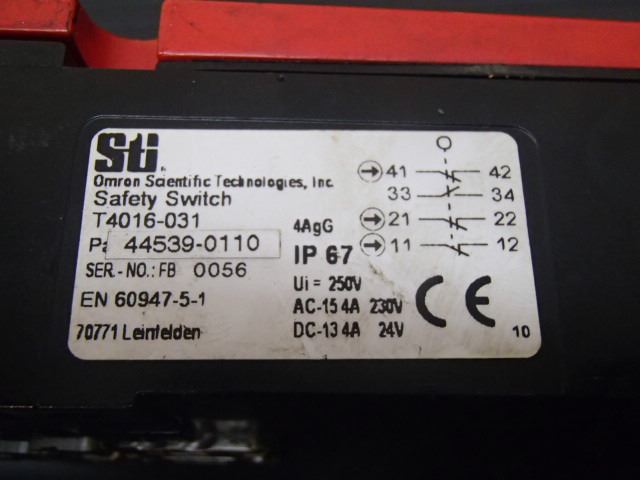 Sti
Omron Scientific Technologies, Inc.
Safety Switch
T4016-031
44539-0110
SER.-NO.: FB 0056
EN 60947-5-1
70771 Leinfelden
4AgG
IP 67
Ui = 250V
AC-15 4A 230V
DC-13 4A 24V
41 42
33 34
21 22
11 12
CE
10